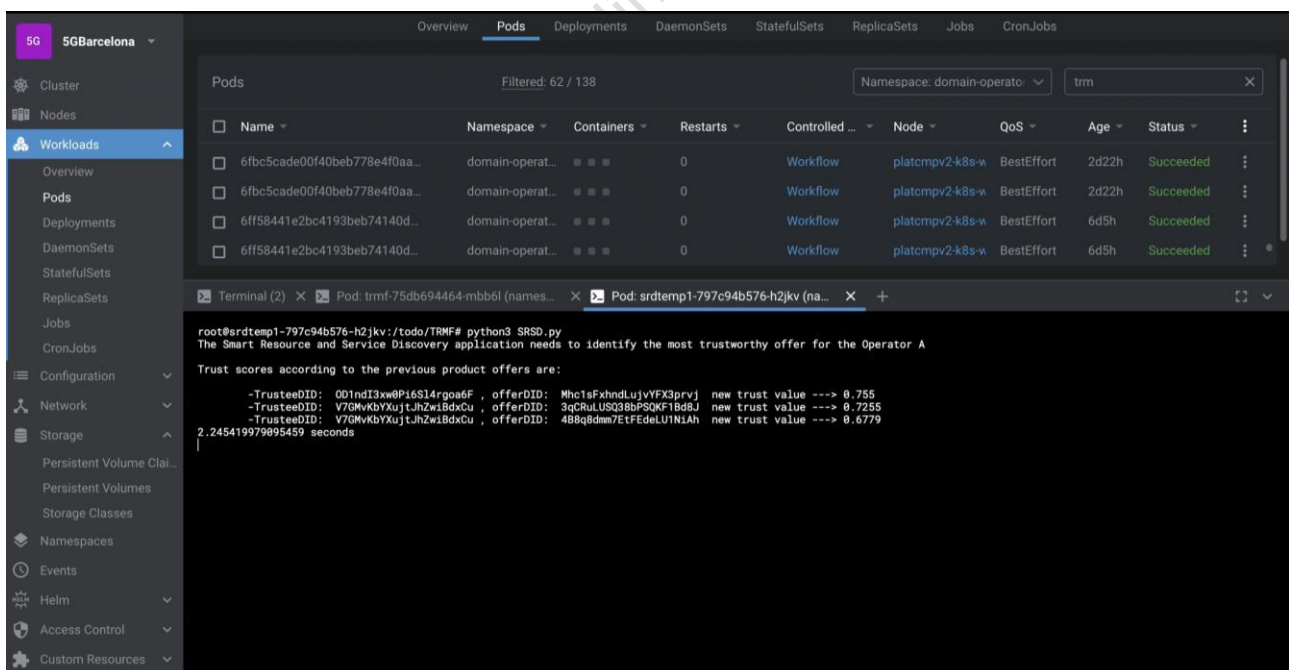 Overview Pods Deployments DaemonSets StatefulSets ReplicaSets Jobs CronJobs
5G 5GBarcelona
Cluster
Nodes
Workloads
Overview
Pods
Deployments
DaemonSets
StatefulSets
ReplicaSets
Jobs
CronJobs
Configuration
Network
Storage
Persistent Volume Clai...
Persistent Volumes
Storage Classes
Namespaces
Events
HELM Helm
Access Control
Custom Resources
Pods Filtered: 62 / 138 Namespace: domain-operato trm
Name Namespace Containers Restarts Controlled ... Node QoS Age Status
6fbc5cade00f40beb778e4f0aa... domain-operat... 0 Workflow platcmpv2-k8s-w BestEffort 2d22h Succeeded
6fbc5cade00f40beb778e4f0aa... domain-operat... 0 Workflow platcmpv2-k8s-w BestEffort 2d22h Succeeded
6ff58441e2bc4193beb74140d... domain-operat... 0 Workflow platcmpv2-k8s-w BestEffort 6d5h Succeeded
6ff58441e2bc4193beb74140d... domain-operat... 0 Workflow platcmpv2-k8s-w BestEffort 6d5h Succeeded
Terminal (2) Pod: trmf-75db694464-mbb6l (names... Pod: srdtemp1-797c94b576-h2jkv (na...
root@srdtemp1-797c94b576-h2jkv:/todo/TRMF# python3 SRSD.py
The Smart Resource and Service Discovery application needs to identify the most trustworthy offer for the Operator A
Trust scores according to the previous product offers are:
-TrusteeDID: OD1ndI3xw0Pi6Sl4rgoa6F , offerDID: Mhc1sFxhndLujvYFX3prvj new trust value ---> 0.755
-TrusteeDID: V7GMvKbYXujtJhZwiBdxCu , offerDID: 3qCRuLUSQ38bPSQKF1Bd8J new trust value ---> 0.7255
-TrusteeDID: V7GMvKbYXujtJhZwiBdxCu , offerDID: 4B8q8dmm7EtFEdeLU1NiAh new trust value ---> 0.6779
2.245419979095459 seconds